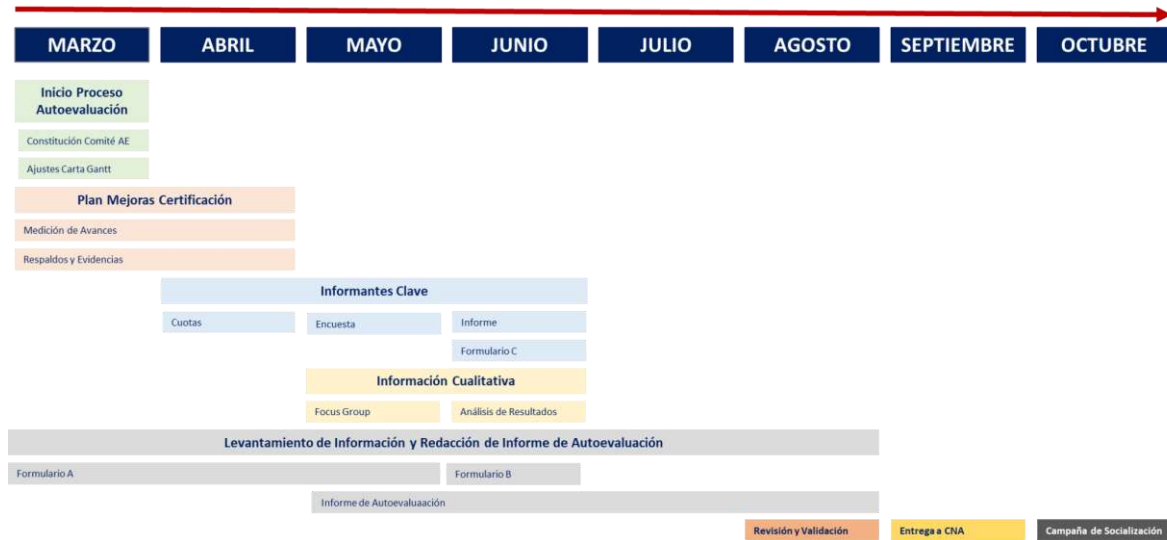 MARZO ABRIL MAYO JUNIO JULIO AGOSTO SEPTIEMBRE OCTUBRE
Inicio Proceso
Autoevaluación
Constitución Comité AE
Ajustes Carta Gantt
Plan Mejoras Certificación
Medición de Avances
Respaldos y Evidencias
Informantes Clave
Cuotas Encuesta Informe
Formulario C
Información Cualitativa
Focus Group Análisis de Resultados
Levantamiento de Información y Redacción de Informe de Autoevaluación
Formulario A Formulario B
Informe de Autoevaluaación
Revisión y Validación Entrega a CNA Campaña de Socialización